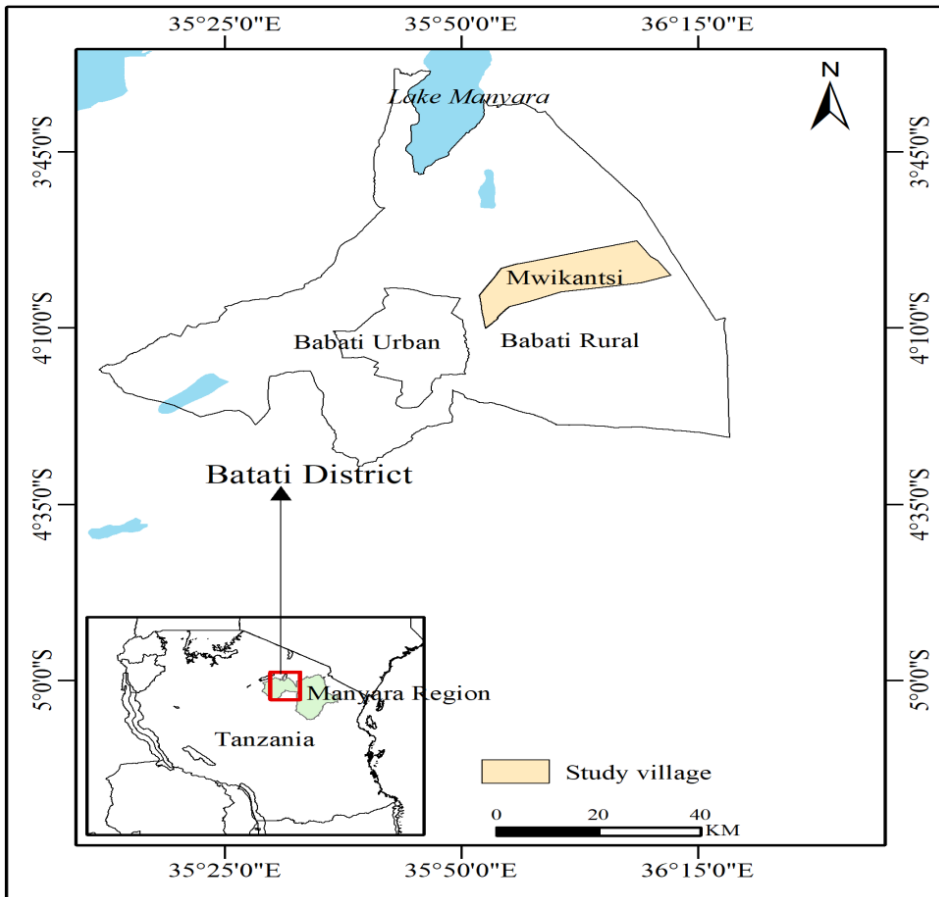 35°25'0"E 35°50'0"E 36°15'0"E
N
Lake Manyara
3°45'0"S 3°45'0"S
Mwikantsi
4°10'0"S 4°10'0"S
Babati Urban Babati Rural
Batati District
4°35'0"S 4°35'0"S
5°0'0"S 5°0'0"S
Manyara Region
Tanzania
Study village
0 20 40
KM
35°25'0"E 35°50'0"E 36°15'0"E